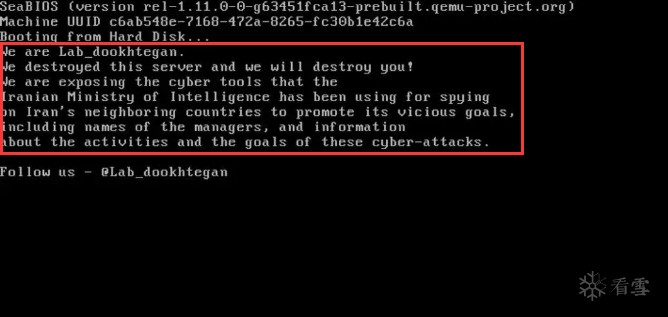 SeaBIOS (version rel-1.11.0-0-g63451fca13-prebuilt.qemu-project.org)
Machine UUID c6ab548e-7168-472a-8265-fc30b1e42c6a
Booting from Hard Disk...
We are Lab_dookhtegan.
We destroyed this server and we will destroy you!
We are exposing the cyber tools that the
Iranian Ministry of Intelligence has been using for spying
on Iran's neighboring countries to promote its vicious goals,
including names of the managers, and information
about the activities and the goals of these cyber-attacks.
Follow us - @Lab_dookhtegan
看雪